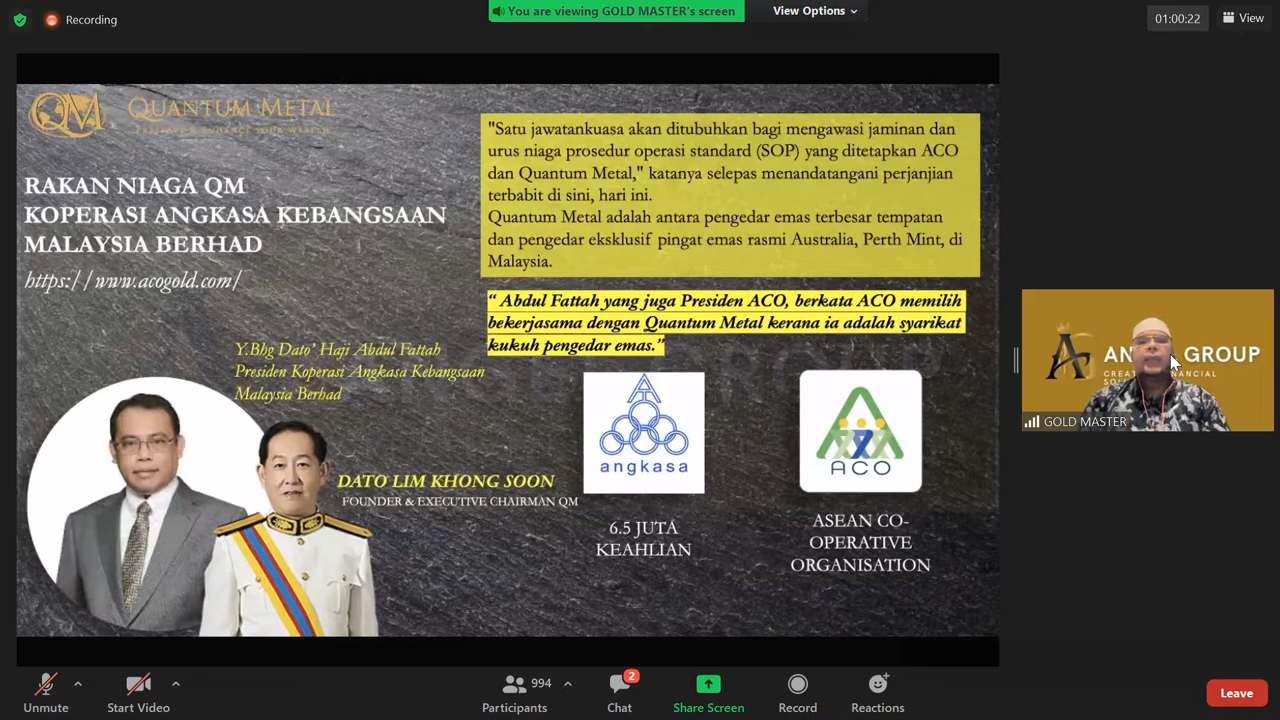 Recording
You are viewing GOLD MASTER's screen
View Options
01:00:22
View
QM QUANTUM METAL
PRESERVE & ENHANCE YOUR WEALTH
RAKAN NIAGA QM
KOPERASI ANGKASA KEBANGSAAN
MALAYSIA BERHAD
https://www.acogold.com/
"Satu jawatankuasa akan ditubuhkan bagi mengawasi jaminan dan
urus niaga prosedur operasi standard (SOP) yang ditetapkan ACO
dan Quantum Metal," katanya selepas menandatangani perjanjian
terbabit di sini, hari ini.
Quantum Metal adalah antara pengedar emas terbesar tempatan
dan pengedar eksklusif pingat emas rasmi Australia, Perth Mint, di
Malaysia.
“ Abdul Fattah yang juga Presiden ACO, berkata ACO memilih
bekerjasama dengan Quantum Metal kerana ia adalah syarikat
kukuh pengedar emas.”
Y.Bhg Dato’ Haji Abdul Fattah
Presiden Koperasi Angkasa Kebangsaan
Malaysia Berhad
DATO LIM KHONG SOON
FOUNDER & EXECUTIVE CHAIRMAN QM
angkasa
6.5 JUTA
KEAHLIAN
ACO
ASEAN CO-
OPERATIVE
ORGANISATION
GROUP
GOLD MASTER
Unmute
Start Video
Participants
994
Chat
2
Share Screen
Record
Reactions
Leave